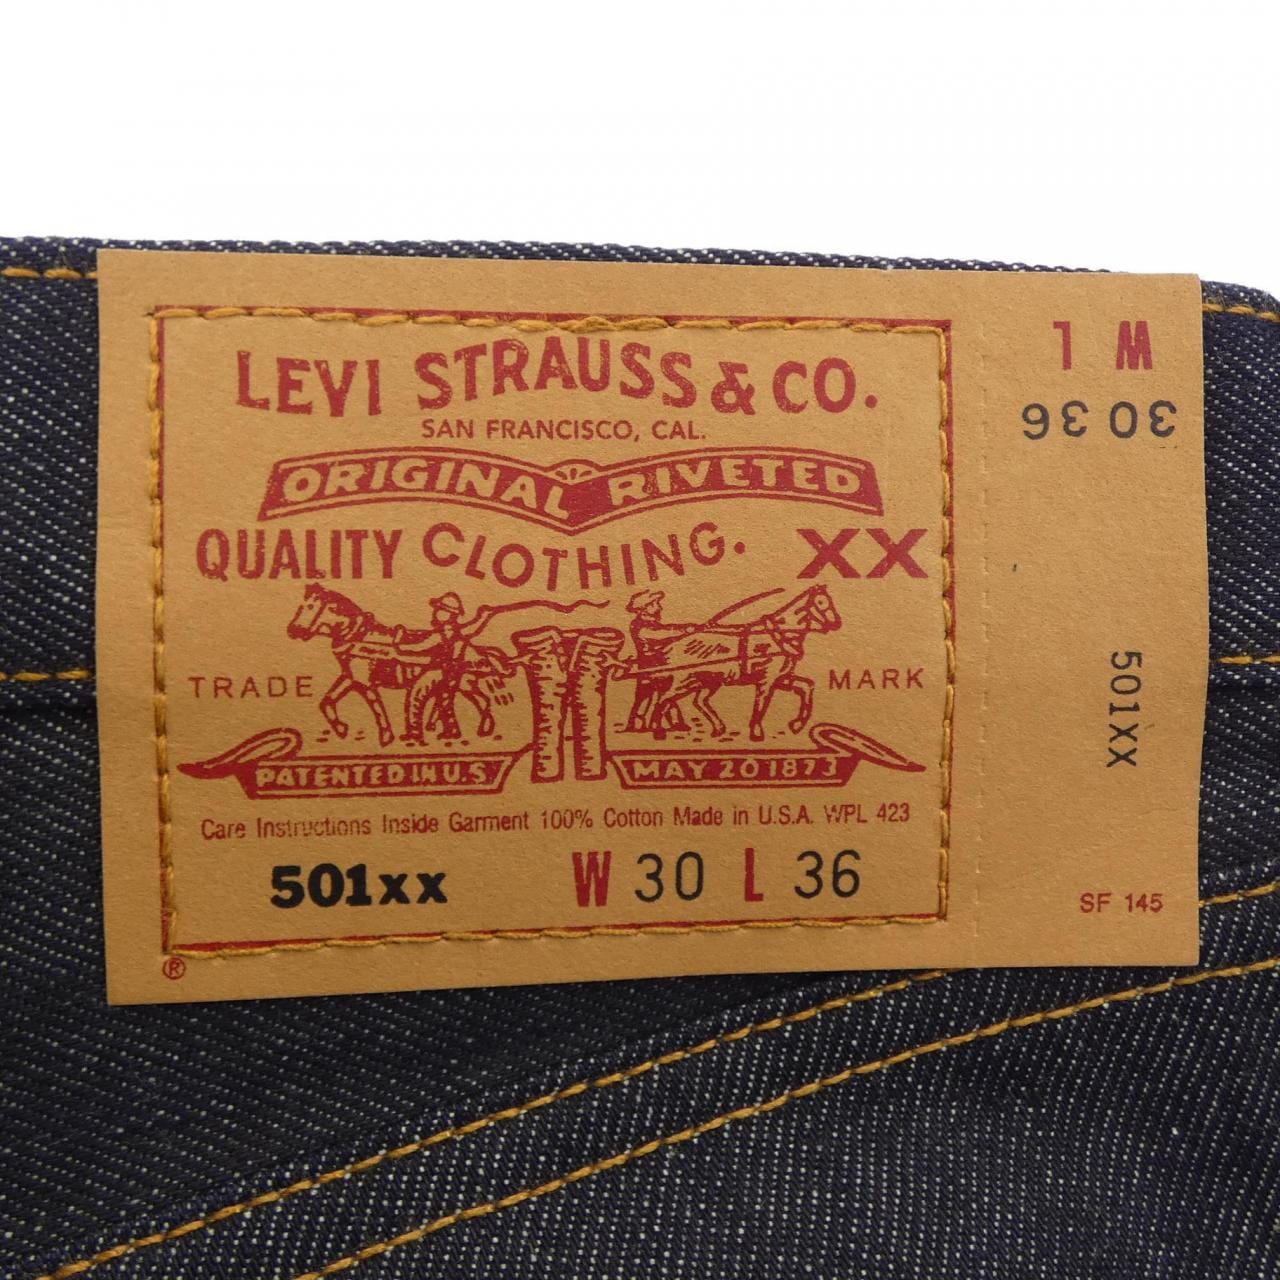 LEVI STRAUSS & CO.
SAN FRANCISCO, CAL.
ORIGINAL RIVETED
QUALITY CLOTHING. XX
TRADE MARK
PATENTED IN U.S. MAY 20 1873
Care Instructions Inside Garment 100% Cotton Made in U.S.A. WPL 423
501xx W 30 L 36
®
W L
30 36
501XX
SF 145